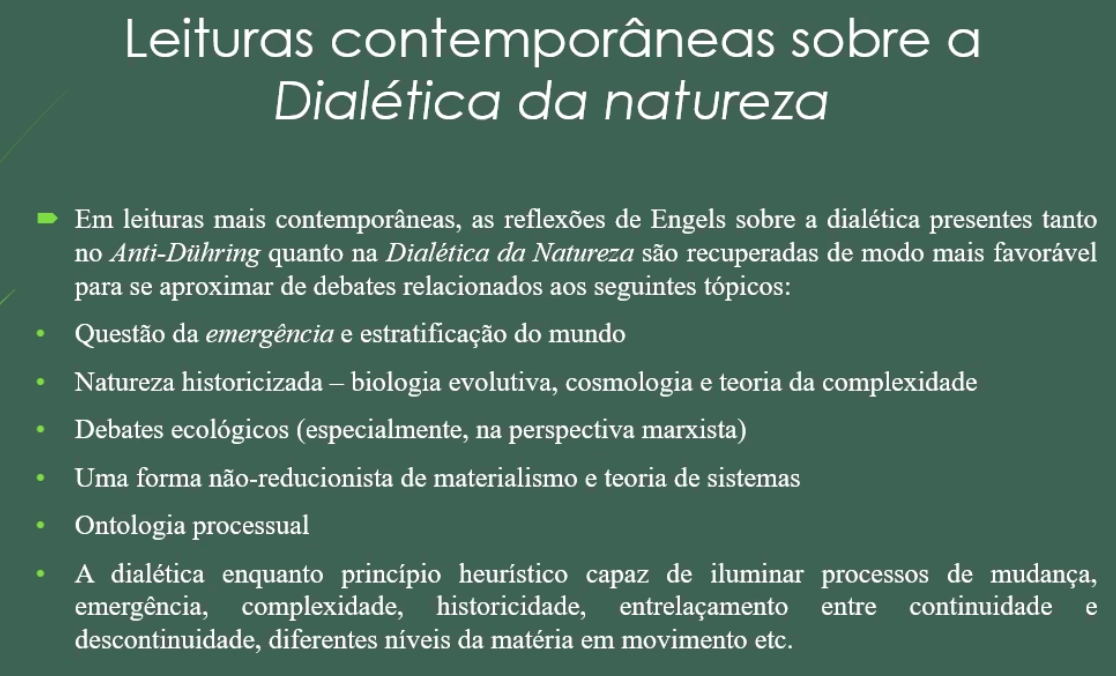 Leituras contemporâneas sobre a
Dialética da natureza
Em leituras mais contemporâneas, as reflexões de Engels sobre a dialética presentes tanto
no Anti-Dühring quanto na Dialética da Natureza são recuperadas de modo mais favorável
para se aproximar de debates relacionados aos seguintes tópicos:
• Questão da emergência e estratificação do mundo
• Natureza historicizada – biologia evolutiva, cosmologia e teoria da complexidade
• Debates ecológicos (especialmente, na perspectiva marxista)
• Uma forma não-reducionista de materialismo e teoria de sistemas
• Ontologia processual
• A dialética enquanto princípio heurístico capaz de iluminar processos de mudança,
emergência, complexidade, historicidade, entrelaçamento entre continuidade e
descontinuidade, diferentes níveis da matéria em movimento etc.